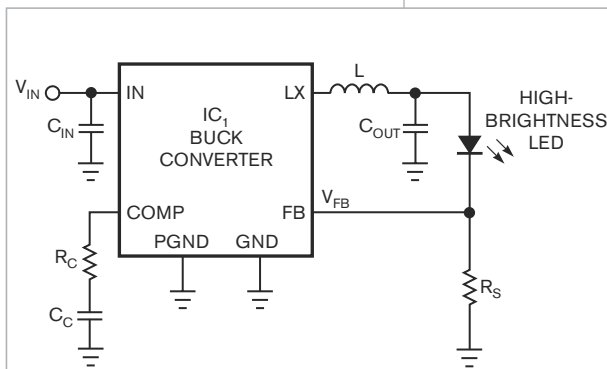 V_IN
C_IN
IN
LX
L
IC_1
BUCK
CONVERTER
C_OUT
HIGH-
BRIGHTNESS
LED
COMP
FB
V_FB
PGND
GND
R_C
C_C
R_S